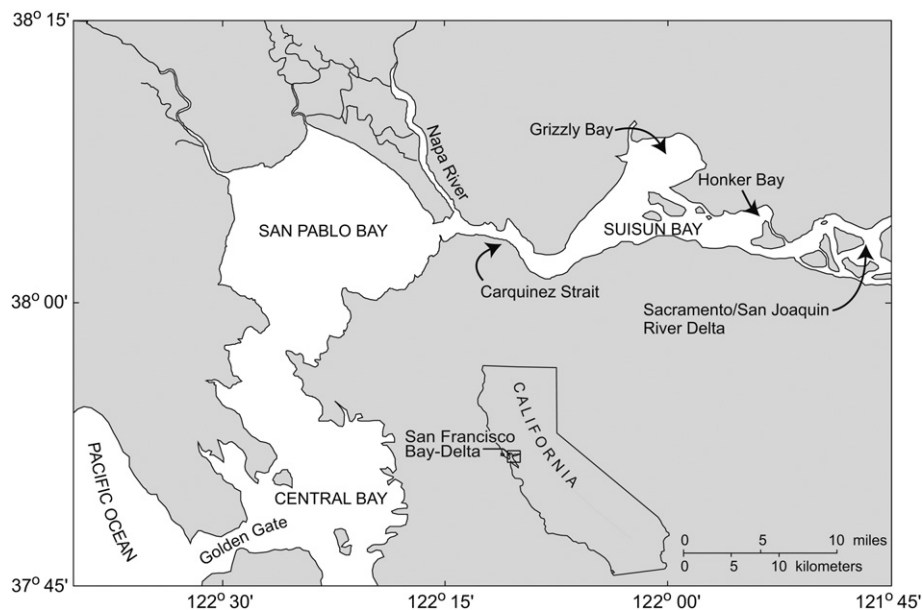 38° 15'
Grizzly Bay
Napa River
Honker Bay
SAN PABLO BAY
SUISUN BAY
38° 00'
Carquinez Strait
Sacramento/San Joaquin
River Delta
CALIFORNIA
San Francisco
Bay-Delta
PACIFIC OCEAN
CENTRAL BAY
Golden Gate
0 5 10 miles
0 5 10 kilometers
37° 45'
122° 30' 122° 15' 122° 00' 121° 45'